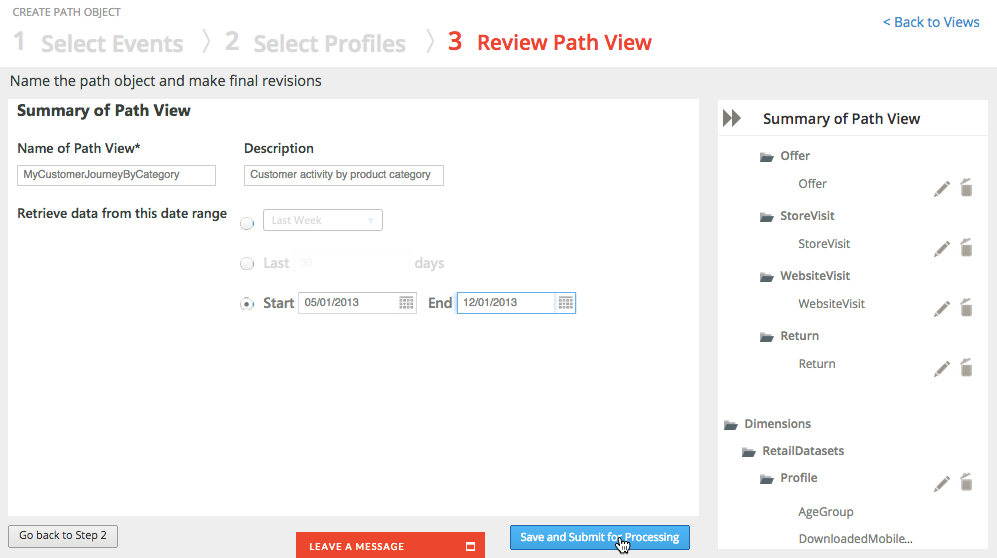 CREATE PATH OBJECT
< Back to Views
1 Select Events 2 Select Profiles 3 Review Path View
Name the path object and make final revisions
Summary of Path View
Name of Path View* Description
MyCustomerJourneyByCategory Customer activity by product category
Retrieve data from this date range
Last Week
Last 30 days
Start 05/01/2013 End 12/01/2013
Go back to Step 2
LEAVE A MESSAGE
Save and Submit for Processing
Summary of Path View
Offer
Offer
StoreVisit
StoreVisit
WebsiteVisit
WebsiteVisit
Return
Return
Dimensions
RetailDatasets
Profile
AgeGroup
DownloadedMobile...